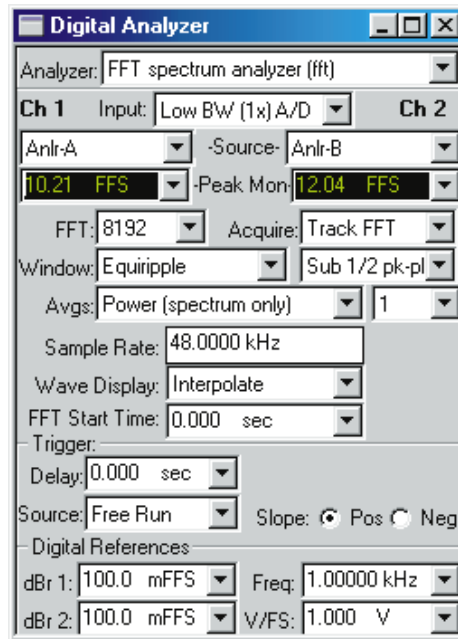 Digital Analyzer
Analyzer: FFT spectrum analyzer (fft)
Ch 1 Input: Low BW (1x) A/D Ch 2
Anlr-A -Source- Anlr-B
10.21 FFS -Peak Mon- 12.04 FFS
FFT: 8192 Acquire: Track FFT
Window: Equiripple Sub 1/2 pk-pl
Avgs: Power (spectrum only) 1
Sample Rate: 48.0000 kHz
Wave Display: Interpolate
FFT Start Time: 0.000 sec
Trigger:
Delay: 0.000 sec
Source: Free Run Slope: Pos Neg
Digital References
dBr 1: 100.0 mFFS Freq: 1.00000 kHz
dBr 2: 100.0 mFFS V/FS: 1.000 V